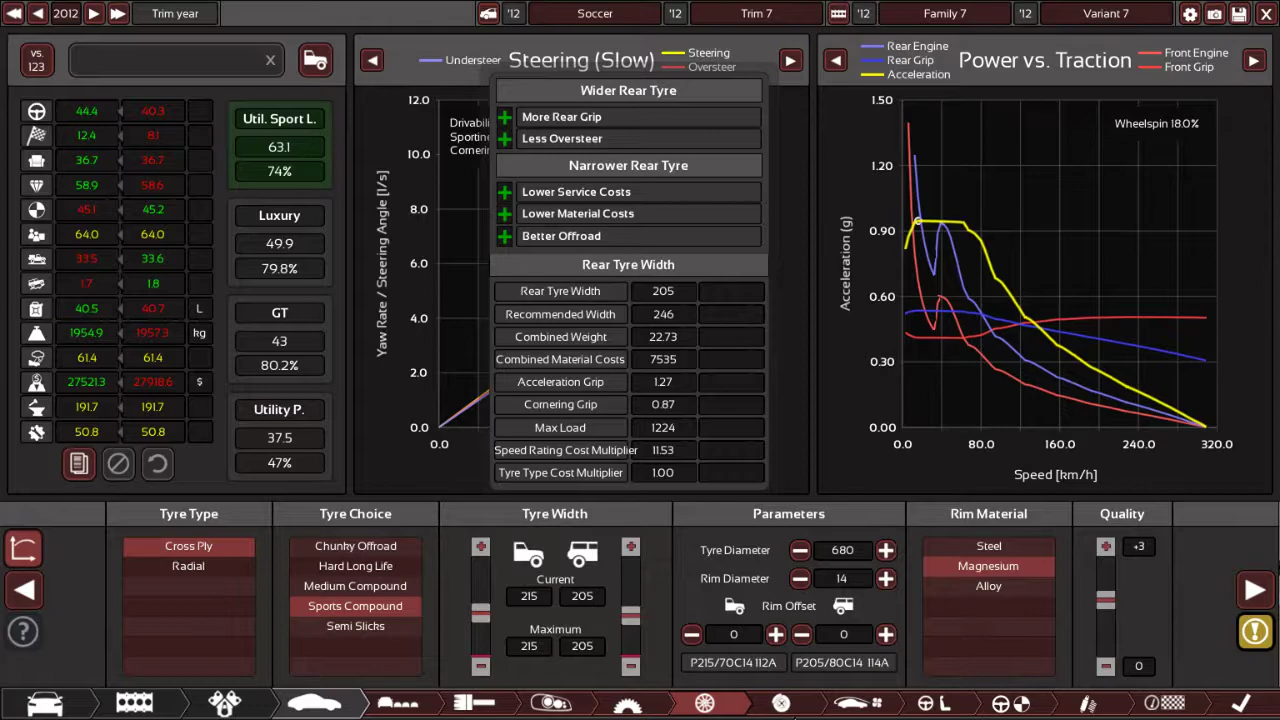 2012
Trim year
'12
Soccer
'12
Trim 7
'12
Family 7
'12
Variant 7
vs.
123
x
44.4 40.3
12.4 8.1
36.7 36.7
58.9 58.6
45.1 45.2
64.0 64.0
33.5 33.6
1.7 1.8
40.5 40.7 L
1954.9 1957.3 kg
61.4 61.4
27521.3 27918.6 $
191.7 191.7
50.8 50.8
Util. Sport L.
63.1
74%
Luxury
49.9
79.8%
GT
43
80.2%
Utility P.
37.5
47%
Understeer
Steering (Slow)
Steering
Oversteer
Yaw Rate / Steering Angle [1/s]
12.0
10.0
8.0
6.0
4.0
2.0
0.0
0.0
Wider Rear Tyre
More Rear Grip
Less Oversteer
Narrower Rear Tyre
Lower Service Costs
Lower Material Costs
Better Offroad
Rear Tyre Width
Rear Tyre Width 205
Recommended Width 246
Combined Weight 22.73
Combined Material Costs 7535
Acceleration Grip 1.27
Cornering Grip 0.87
Max Load 1224
Speed Rating Cost Multiplier 11.53
Tyre Type Cost Multiplier 1.00
Rear Engine
Rear Grip
Acceleration
Power vs. Traction
Front Engine
Front Grip
Wheelspin 18.0%
Acceleration (g)
1.50
1.20
0.90
0.60
0.30
0.00
0.0 80.0 160.0 240.0 320.0
Speed [km/h]
Tyre Type
Cross Ply
Radial
Tyre Choice
Chunky Offroad
Hard Long Life
Medium Compound
Sports Compound
Semi Slicks
Tyre Width
Current
215 205
Maximum
215 205
Parameters
Tyre Diameter 680
Rim Diameter 14
Rim Offset
0 0
P215/70C14 112A
P205/80C14 114A
Rim Material
Steel
Magnesium
Alloy
Quality
+3
0
?